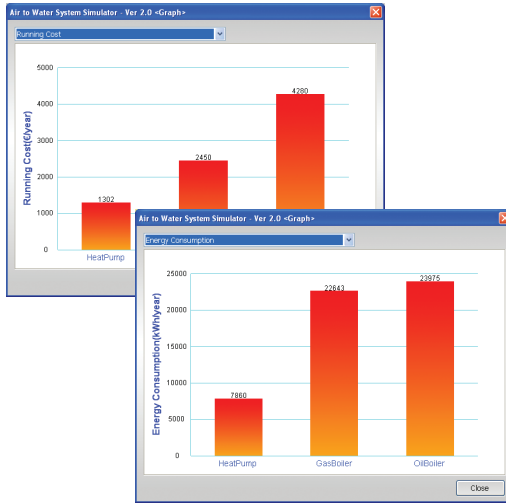 Air to Water System Simulator - Ver 2.0 <Graph>
Running Cost
Running Cost(£/year)
5000
4000
3000
2000
1000
0
1302
2450
4280
HeatPump
Air to Water System Simulator - Ver 2.0 <Graph>
Energy Consumption
Energy Consumption(kWh/year)
25000
20000
15000
10000
5000
0
7860
22643
23975
HeatPump
GasBoiler
OilBoiler
Close